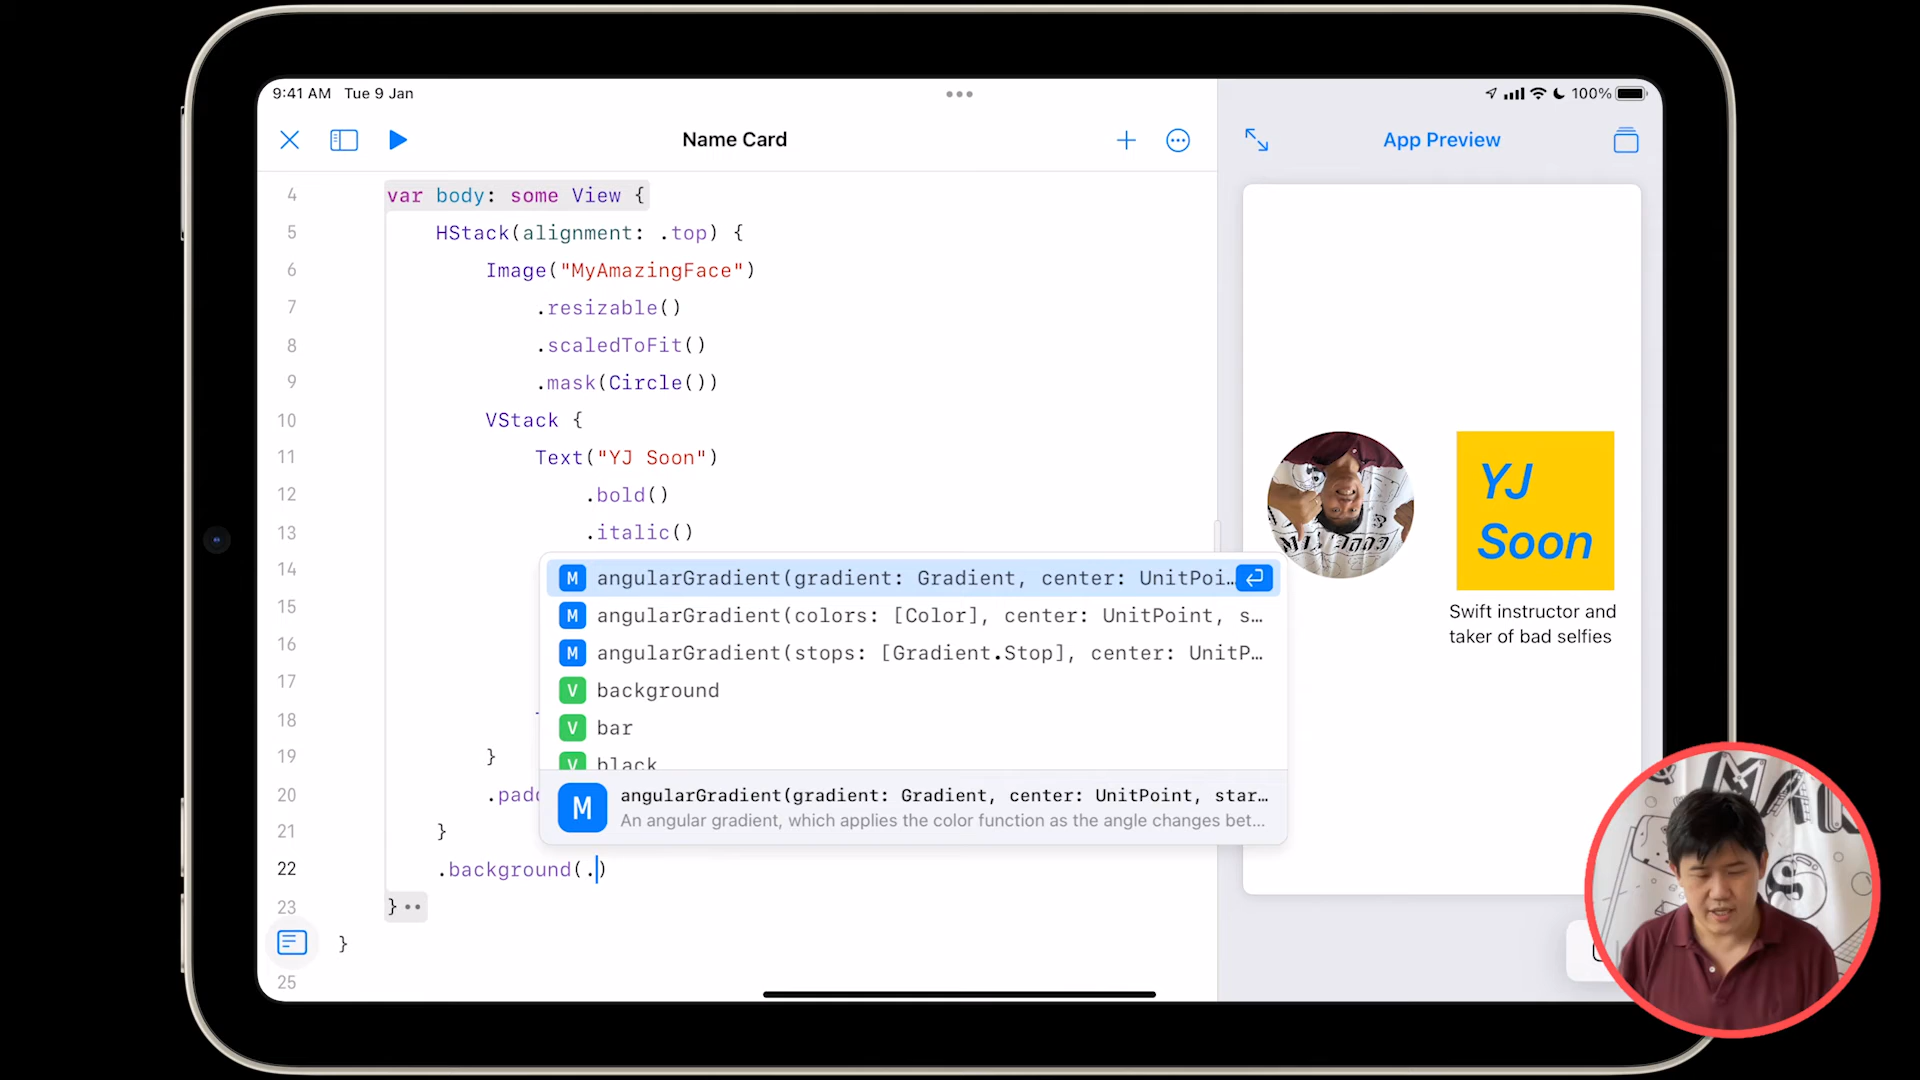 9:41 AM Tue 9 Jan
100%
Name Card
App Preview
4 var body: some View {
5 HStack(alignment: .top) {
6 Image("MyAmazingFace")
7 .resizable()
8 .scaledToFit()
9 .mask(Circle())
10 VStack {
11 Text("YJ Soon")
12 .bold()
13 .italic()
14
15
16
17
18
19 }
20 .padd
21 }
22 .background(.)
23 }
}
25
M angularGradient(gradient: Gradient, center: UnitPoi…
M angularGradient(colors: [Color], center: UnitPoint, s…
M angularGradient(stops: [Gradient.Stop], center: UnitP…
V background
V bar
V black
M angularGradient(gradient: Gradient, center: UnitPoint, star…
An angular gradient, which applies the color function as the angle changes bet…
YJ
Soon
Swift instructor and
taker of bad selfies